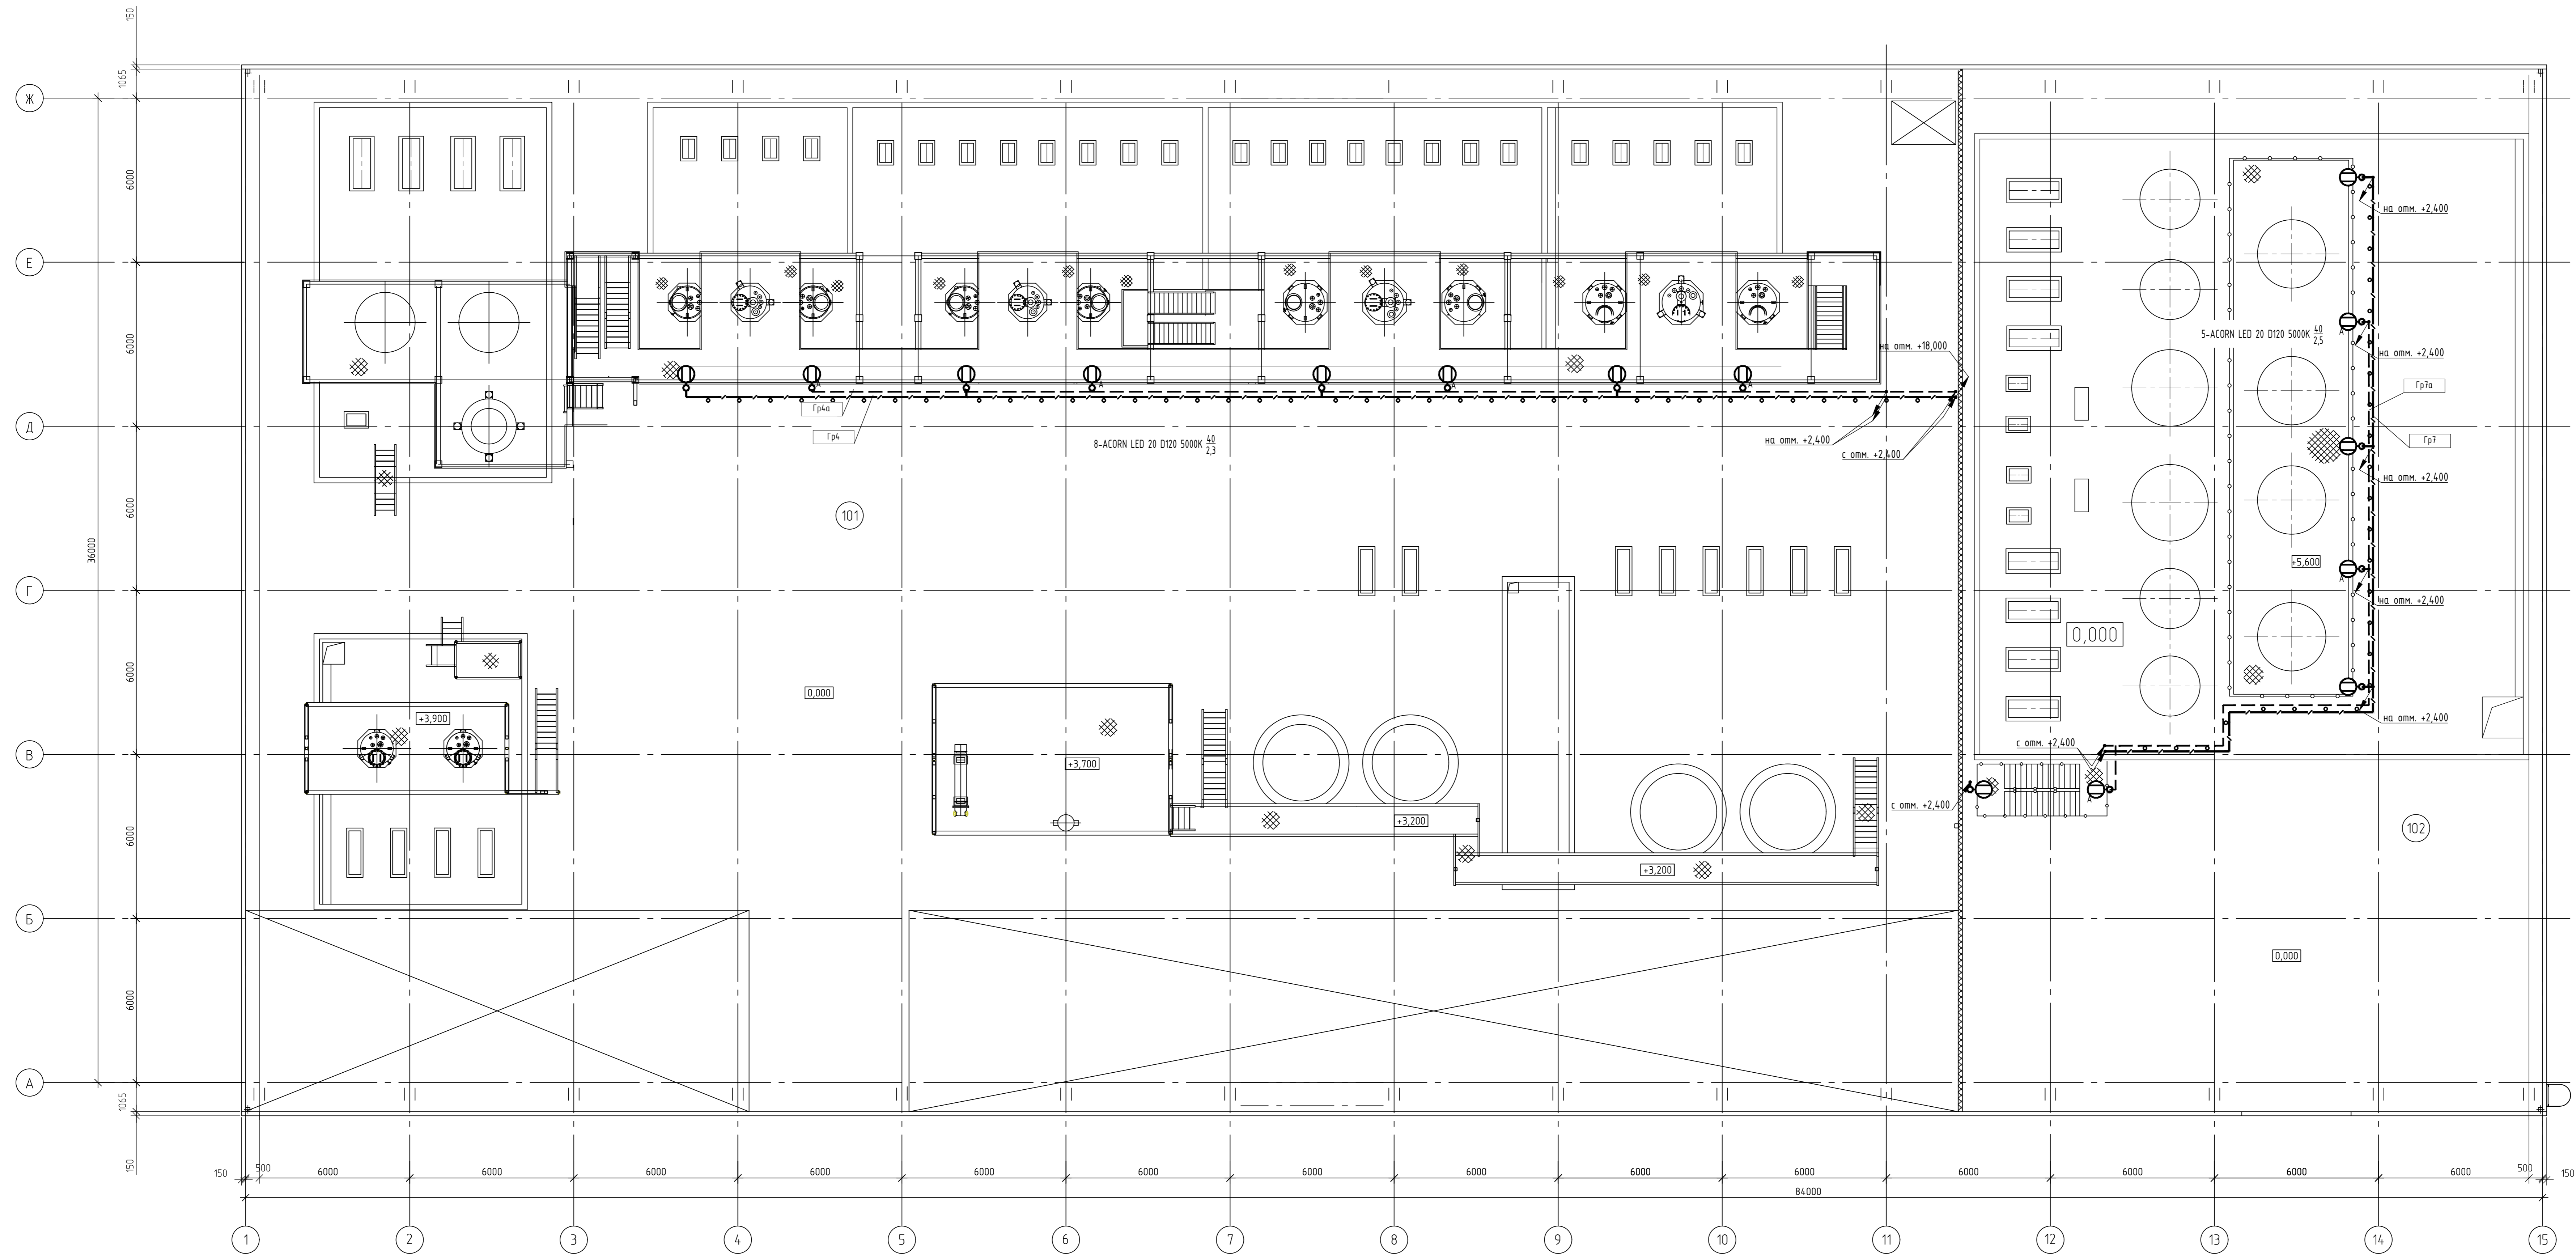 150
1065
Ж
6000
на отм. +2,400
Е
5-ACORN LED 20 D120 5000K 40
2,5
6000
на отм. +18,000
на отм. +2,400
А
А
А
А
А
Гр7а
Гр4а
Д
Гр4
8-ACORN LED 20 D120 5000K 40
2,3
на отм. +2,400
Гр7
с отм. +2,400
на отм. +2,400
6000
101
36000
+5,600
А
Г
на отм. +2,400
0,000
6000
0,000
+3,900
на отм. +2,400
с отм. +2,400
В
+3,700
А
с отм. +2,400
+3,200
6000
102
+3,200
Б
0,000
6000
А
1065
150
150
500
6000
6000
6000
6000
6000
6000
6000
6000
6000
6000
6000
6000
6000
6000
500
150
84000
1
2
3
4
5
6
7
8
9
10
11
12
13
14
15